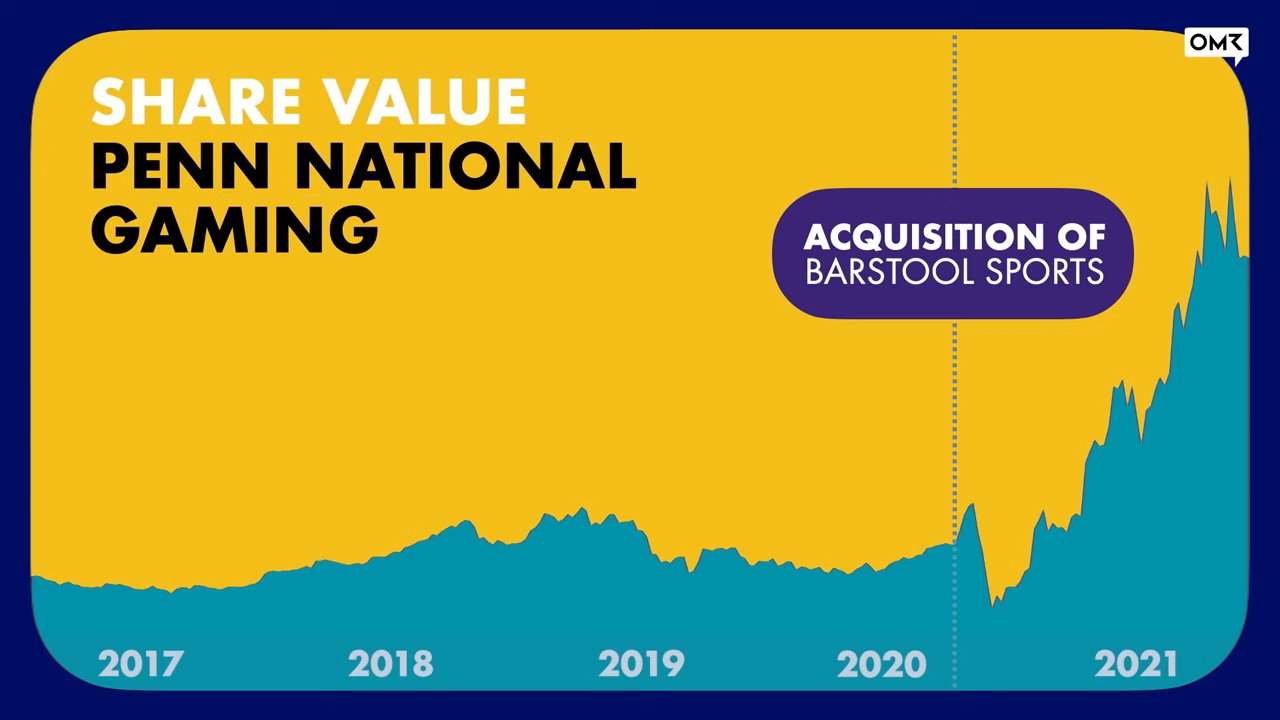 OMR
SHARE VALUE
PENN NATIONAL
GAMING
ACQUISITION OF
BARSTOOL SPORTS
2017 2018 2019 2020 2021